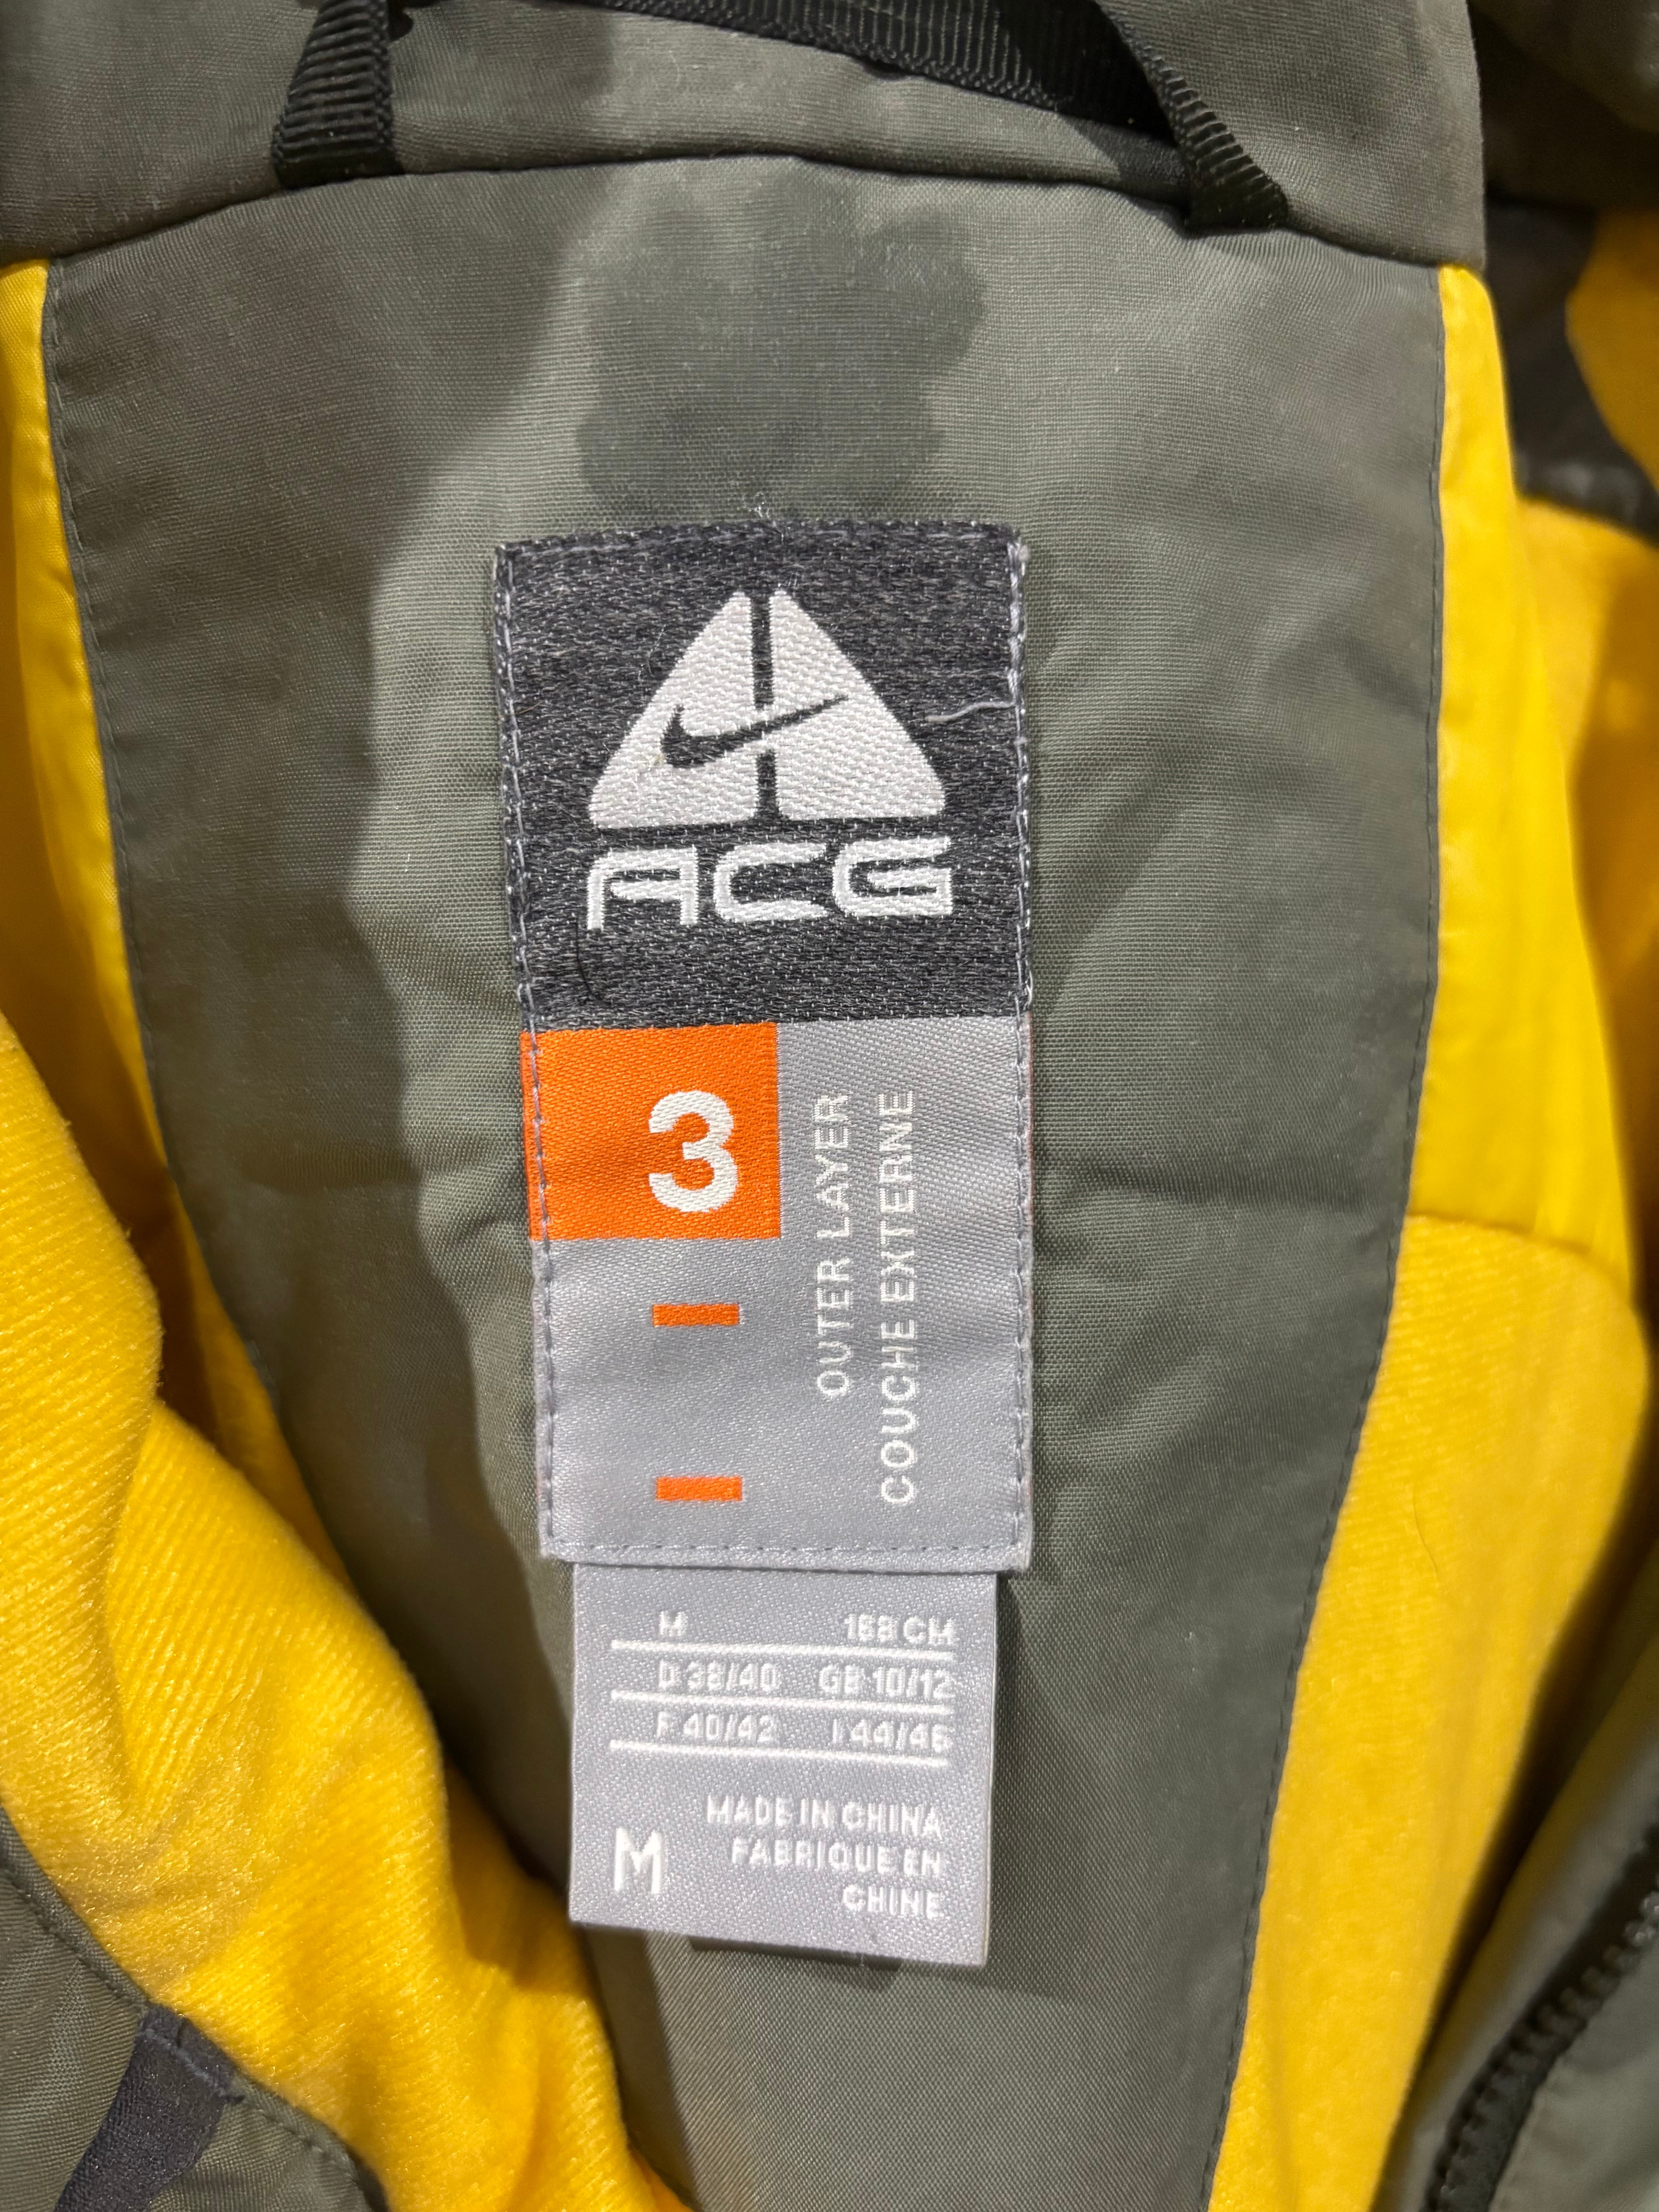 ACG
3
OUTER LAYER
COUCHE EXTERNE
M 168 CM
D 38/40 GB 10/12
F 40/42 I 44/46
M
MADE IN CHINA
FABRIQUE EN
CHINE